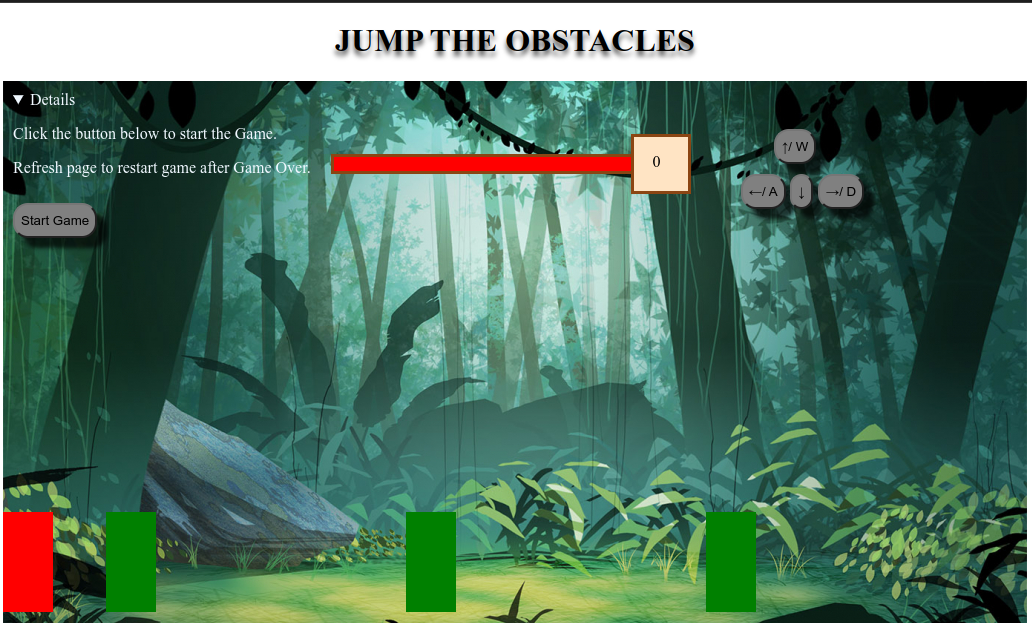 JUMP THE OBSTACLES
▼ Details
Click the button below to start the Game.
Refresh page to restart game after Game Over.
0
↑/ W
←/ A
↓
→/ D
Start Game